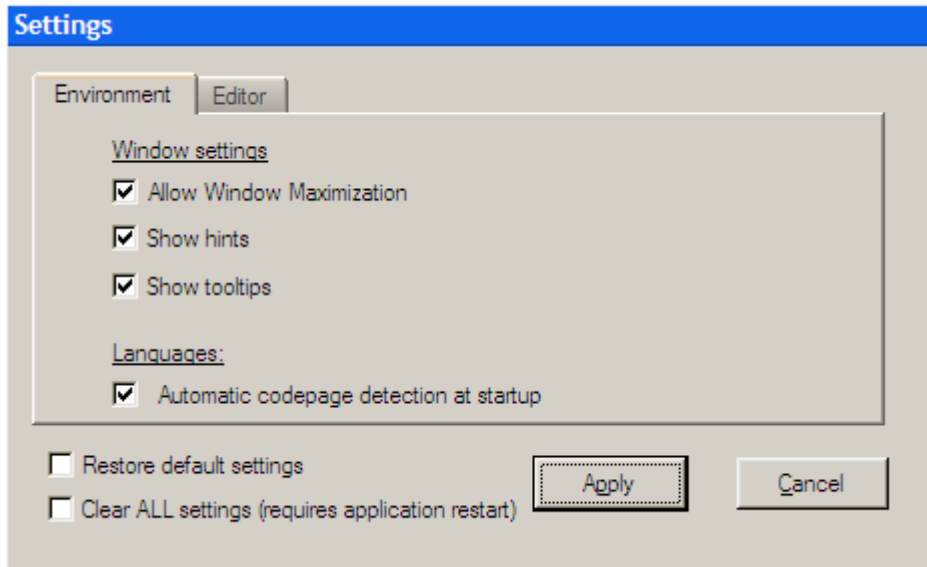 Settings
Environment Editor
Window settings
Allow Window Maximization
Show hints
Show tooltips
Languages:
Automatic codepage detection at startup
Restore default settings
Clear ALL settings (requires application restart)
Apply
Cancel